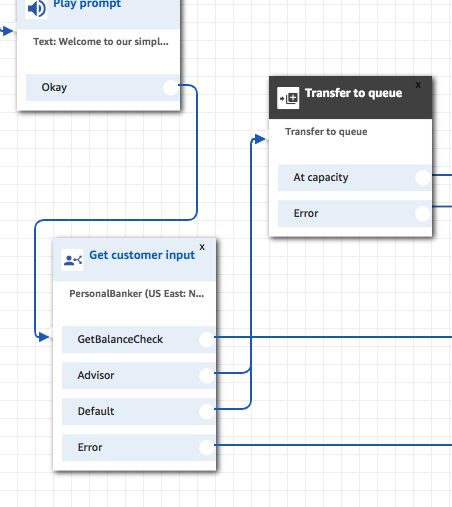 Play prompt
Text: Welcome to our simpl...
Okay
x
Transfer to queue
Transfer to queue
At capacity
Error
x
Get customer input
PersonalBanker (US East: N...
GetBalanceCheck
Advisor
Default
Error